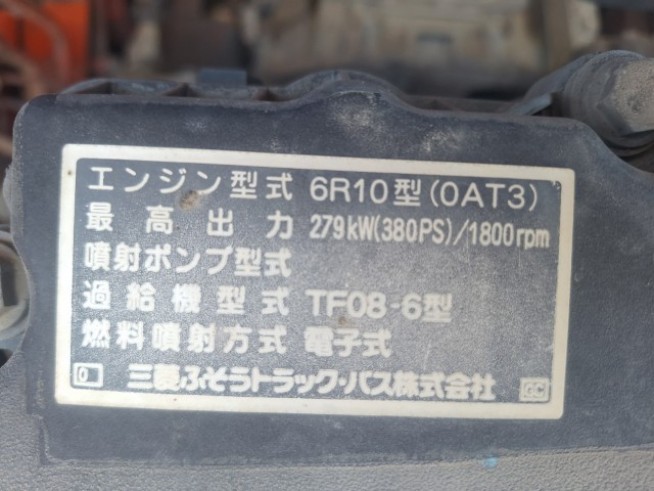 エンジン型式 6R10型(0AT3)
最高出力 279kW(380PS)/1800rpm
噴射ポンプ型式
過給機型式 TF08-6型
燃料噴射方式 電子式
0 三菱ふそうトラック・バス株式会社 GC